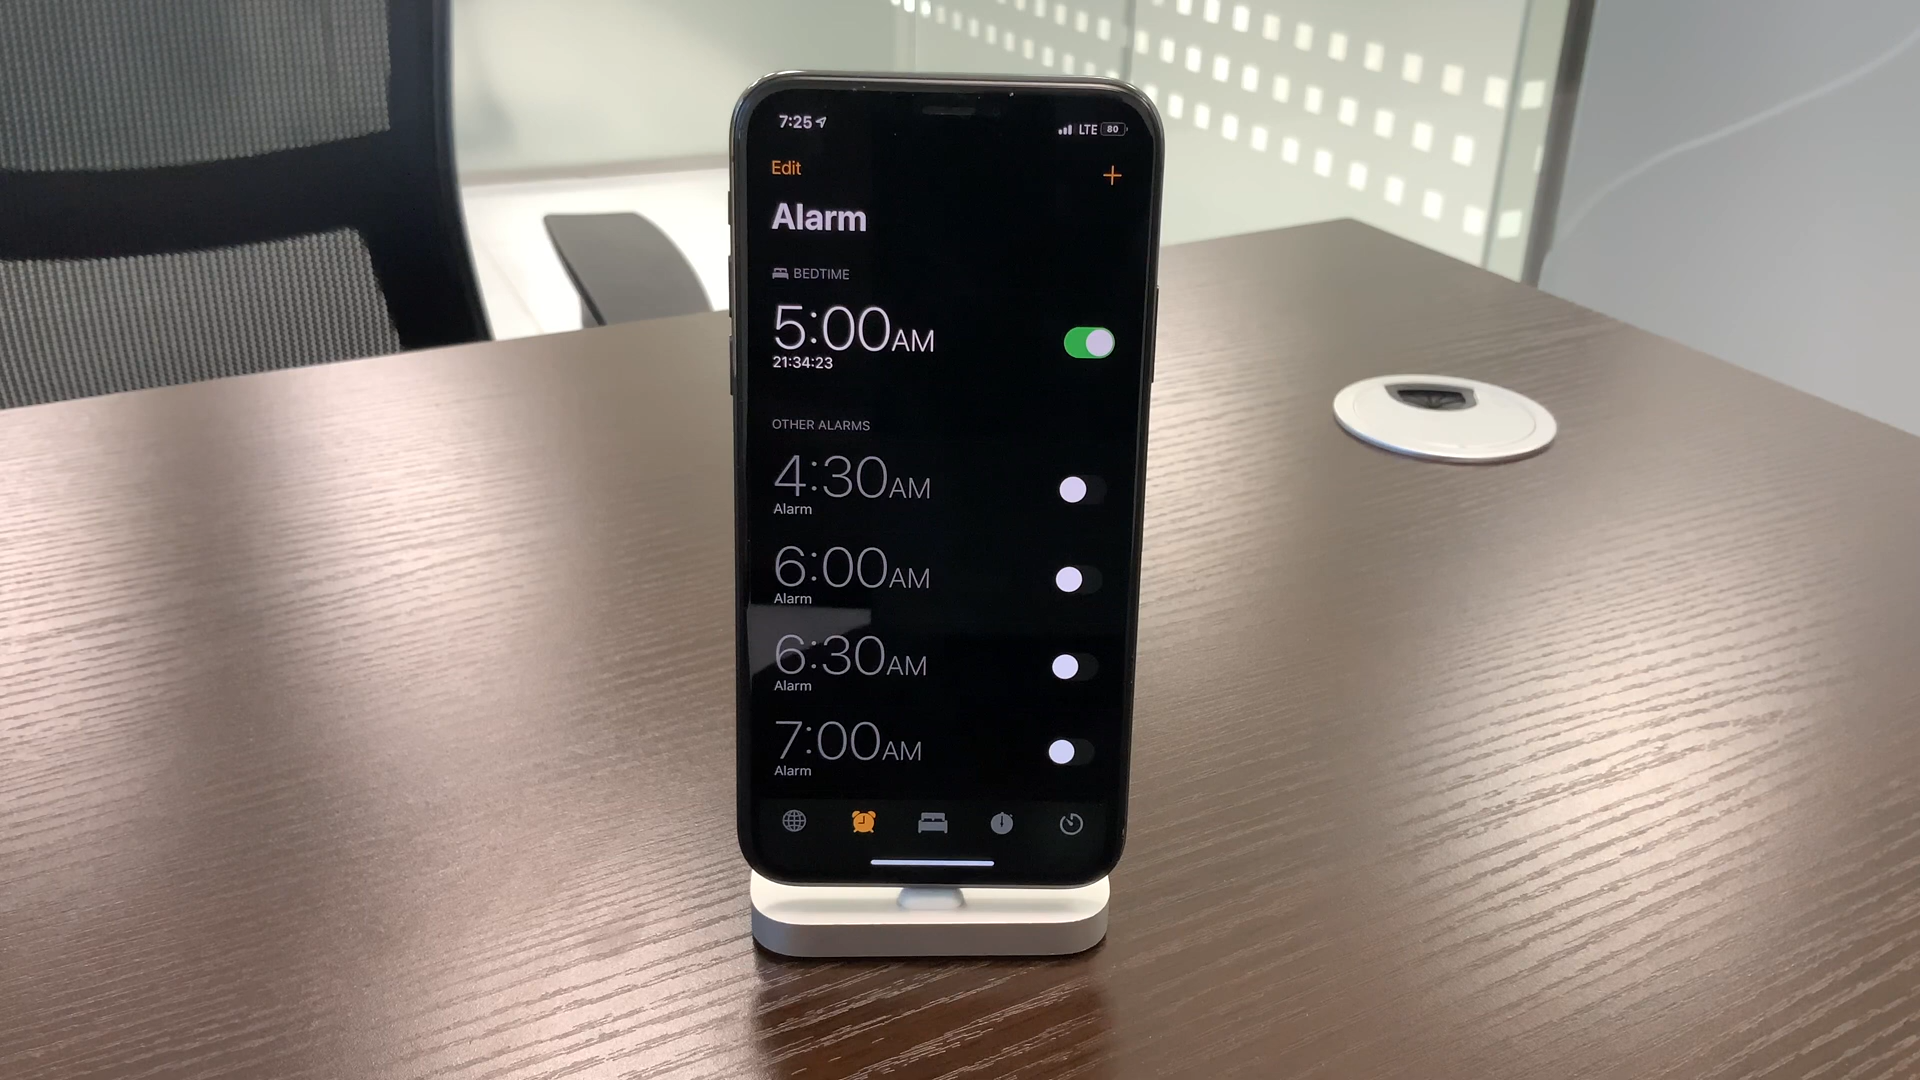 7:25
LTE 80
Edit
+
Alarm
BEDTIME
5:00AM
21:34:23
OTHER ALARMS
4:30AM
Alarm
6:00AM
Alarm
6:30AM
Alarm
7:00AM
Alarm